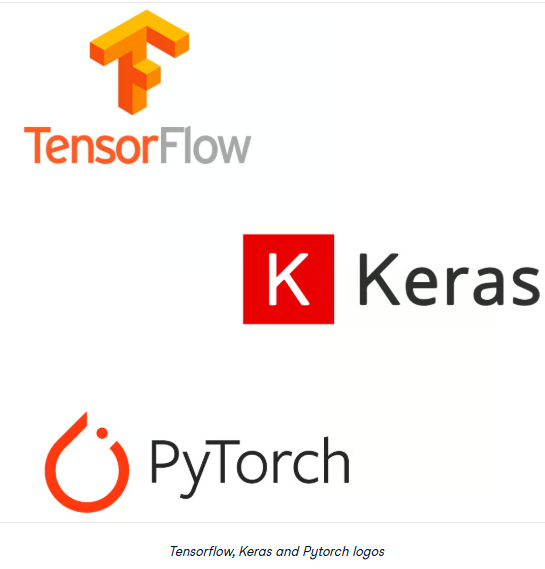 TensorFlow
K Keras
PyTorch
Tensorflow, Keras and Pytorch logos